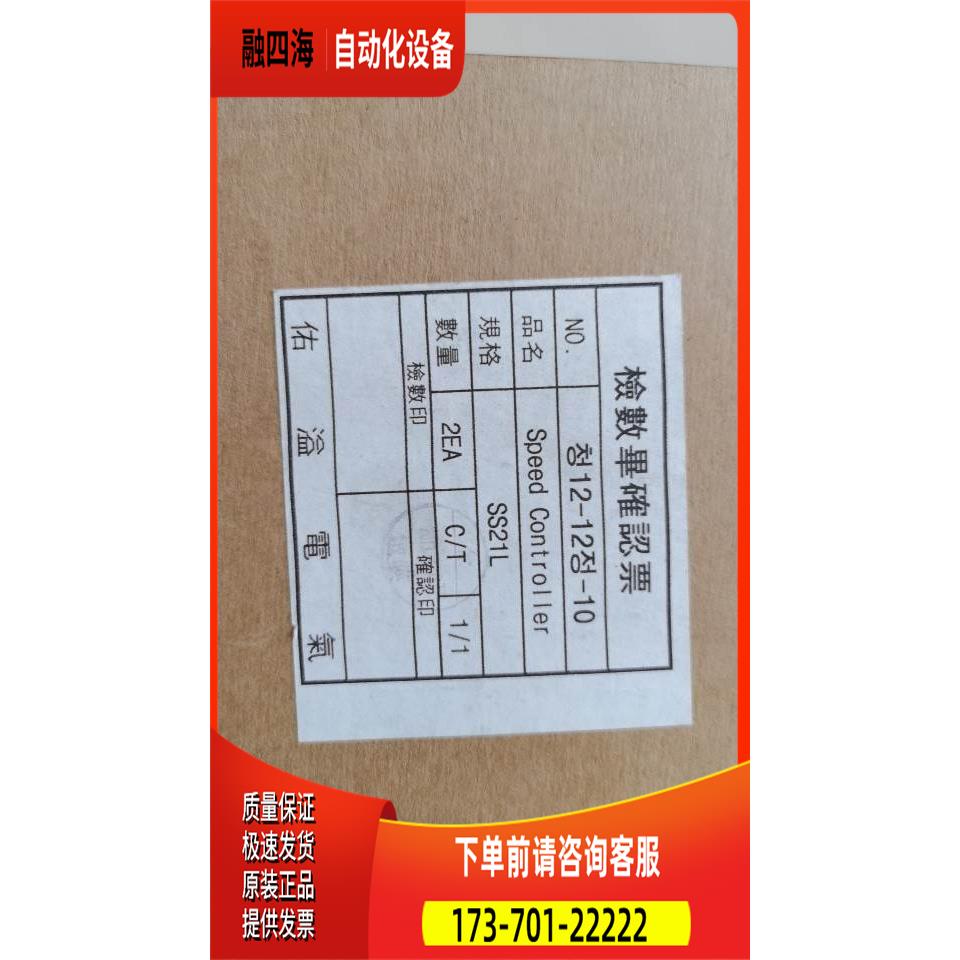 融四海 自动化设备
檢數畢確認票
NO. 청12-12정-10
品名 Speed Controller
規格 SS21L
數量 2EA C/T 1/1
檢數印 確認印
佑溢電氣
质量保证
极速发货
原装正品
提供发票
下单前请咨询客服
173-701-22222